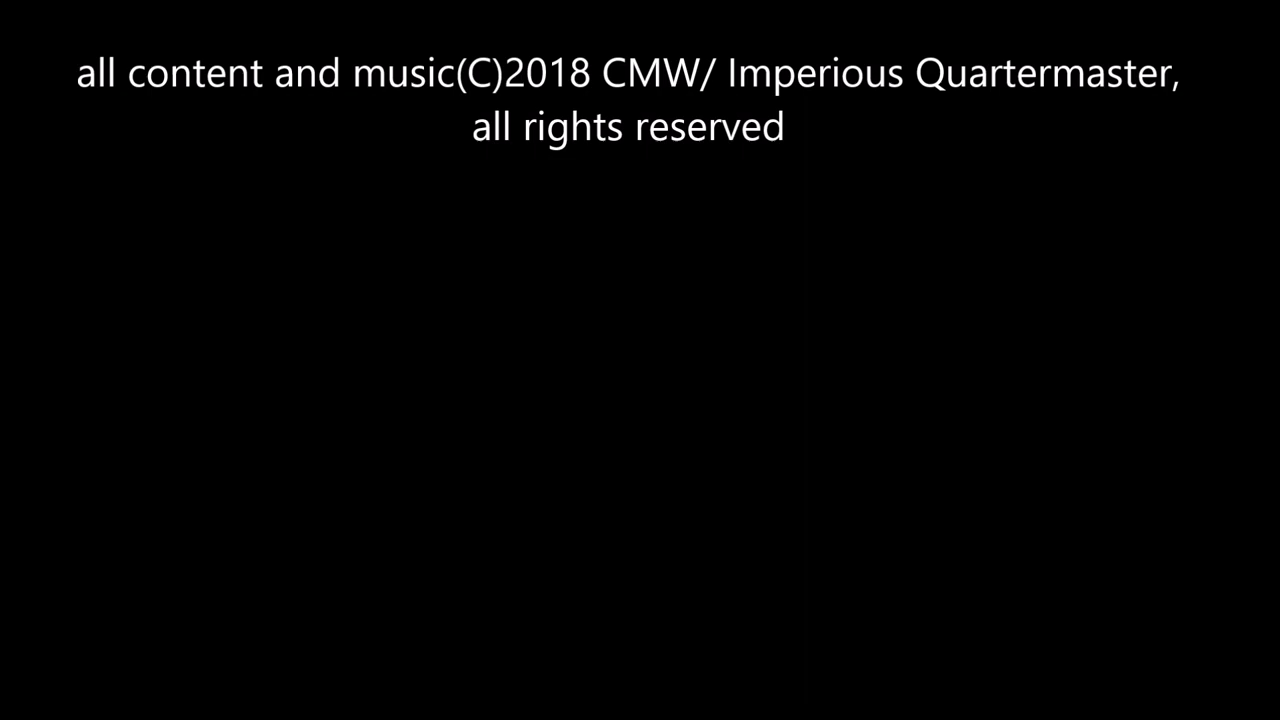 all content and music(C)2018 CMW/ Imperious Quartermaster,
all rights reserved